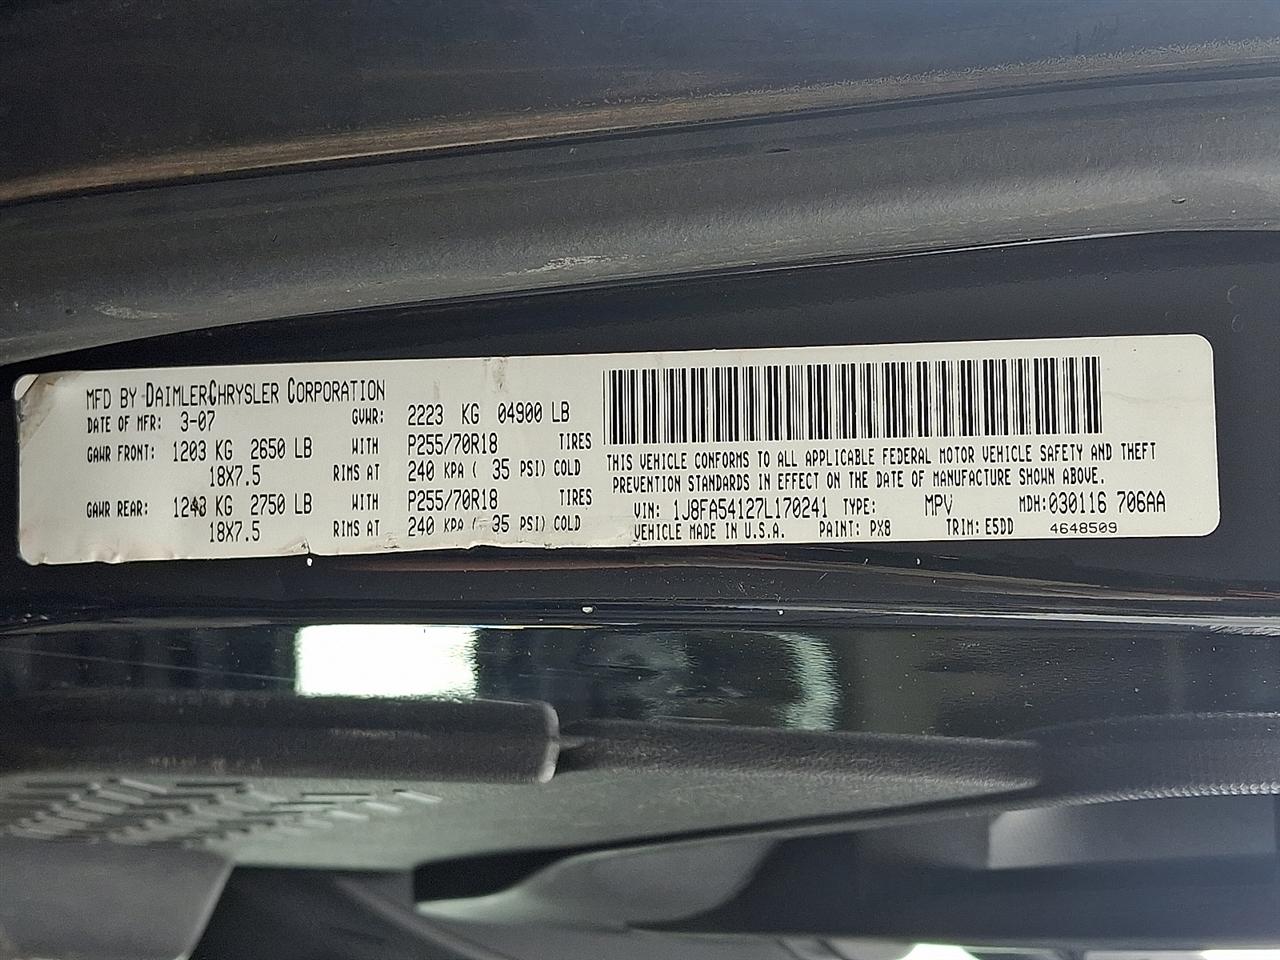 MFD BY DAIMLERCHRYSLER CORPORATION
DATE OF MFR: 3-07 GVWR: 2223 KG 04900 LB
GAWR FRONT: 1203 KG 2650 LB WITH P255/70R18 TIRES
18X7.5 RIMS AT 240 KPA ( 35 PSI) COLD
GAWR REAR: 1248 KG 2750 LB WITH P255/70R18 TIRES
18X7.5 RIMS AT 240 KPA ( 35 PSI) COLD
THIS VEHICLE CONFORMS TO ALL APPLICABLE FEDERAL MOTOR VEHICLE SAFETY AND THEFT
PREVENTION STANDARDS IN EFFECT ON THE DATE OF MANUFACTURE SHOWN ABOVE.
VIN: 1J8FA54127L170241 TYPE: MPV MDH:030116 706AA
VEHICLE MADE IN U.S.A. PAINT: PX8 TRIM: E5DD 4648509